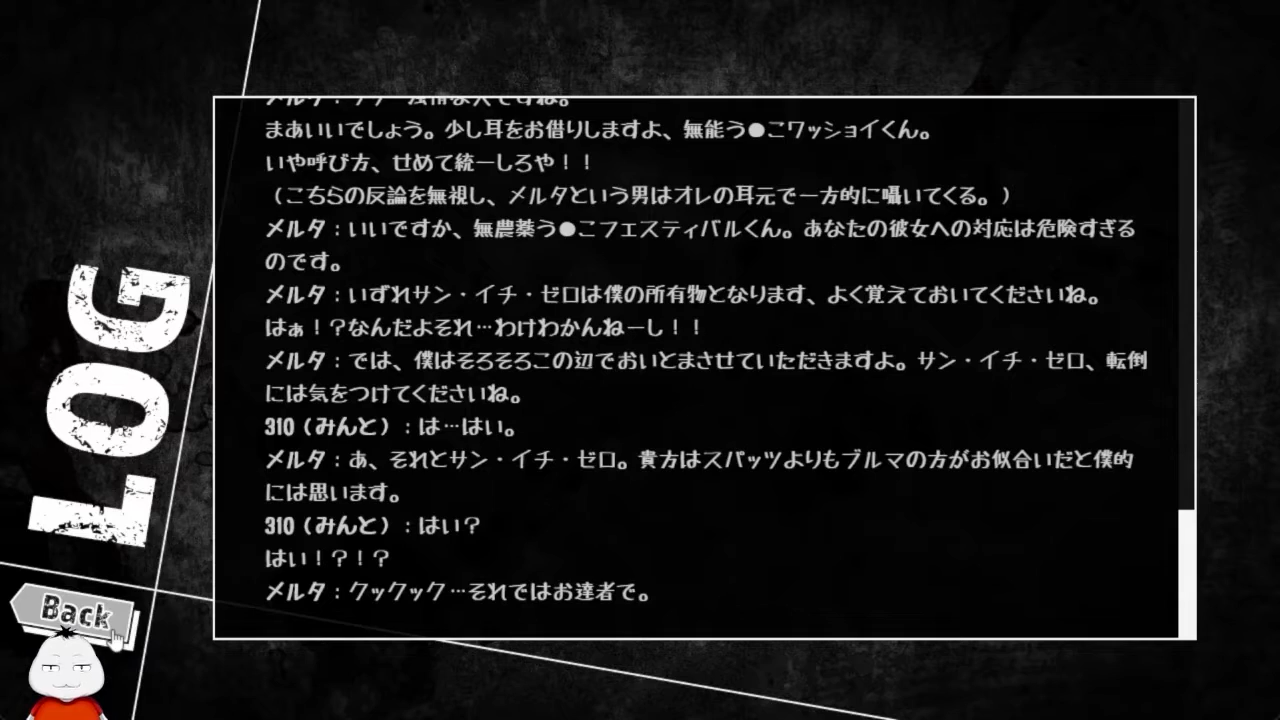 まあいいでしょう。少し耳をお借りしますよ、無能う●こワッショイくん。
いや呼び方、せめて統一しろや！！
（こちらの反論を無視し、メルタという男はオレの耳元で一方的に囁いてくる。）
メルタ：いいですか、無農薬う●こフェスティバルくん。あなたの彼女への対応は危険すぎる
のです。
メルタ：いずれサン・イチ・ゼロは僕の所有物となります、よく覚えておいてくださいね。
はぁ！？なんだよそれ…わけわかんねーし！！
メルタ：では、僕はそろそろこの辺でおいとまさせていただきますよ。サン・イチ・ゼロ、転倒
には気をつけてくださいね。
310（みんと）：は…はい。
メルタ：あ、それとサン・イチ・ゼロ。貴方はスパッツよりもブルマの方がお似合いだと僕的
には思います。
310（みんと）：はい？
はい！？！？
メルタ：クックック…それではお達者で。
LOG
Back